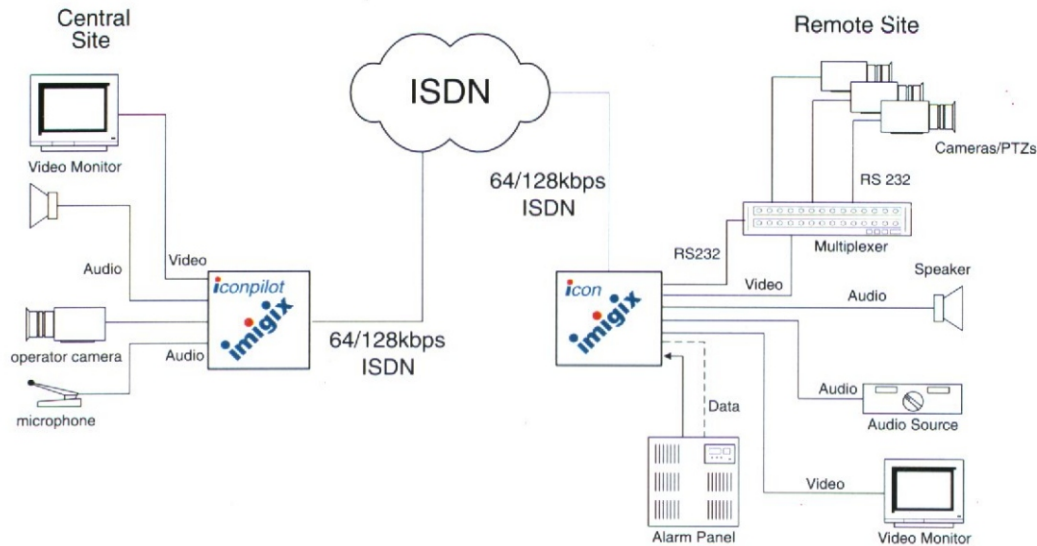 Central
Site
Video Monitor
Audio
Video
operator camera
Audio
microphone
iconpilot
imigix
64/128kbps
ISDN
ISDN
64/128kbps
ISDN
Remote Site
Cameras/PTZs
RS 232
Multiplexer
RS232
Video
icon
imigix
Speaker
Audio
Audio
Audio Source
Data
Alarm Panel
Video
Video Monitor